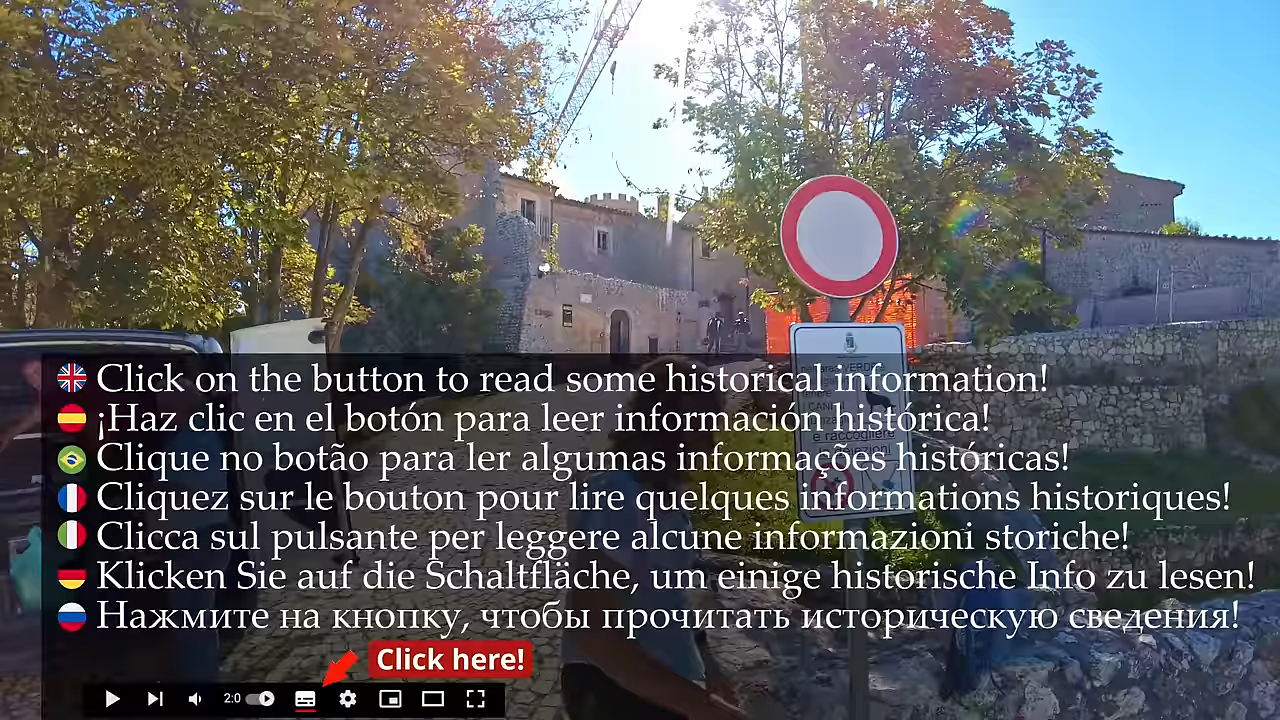 Click on the button to read some historical information!
¡Haz clic en el botón para leer información histórica!
Clique no botão para ler algumas informações históricas!
Cliquez sur le bouton pour lire quelques informations historiques!
Clicca sul pulsante per leggere alcune informazioni storiche!
Klicken Sie auf die Schaltfläche, um einige historische Info zu lesen!
Нажмите на кнопку, чтобы прочитать историческую сведения!
Click here!
2:0
e raccogliere